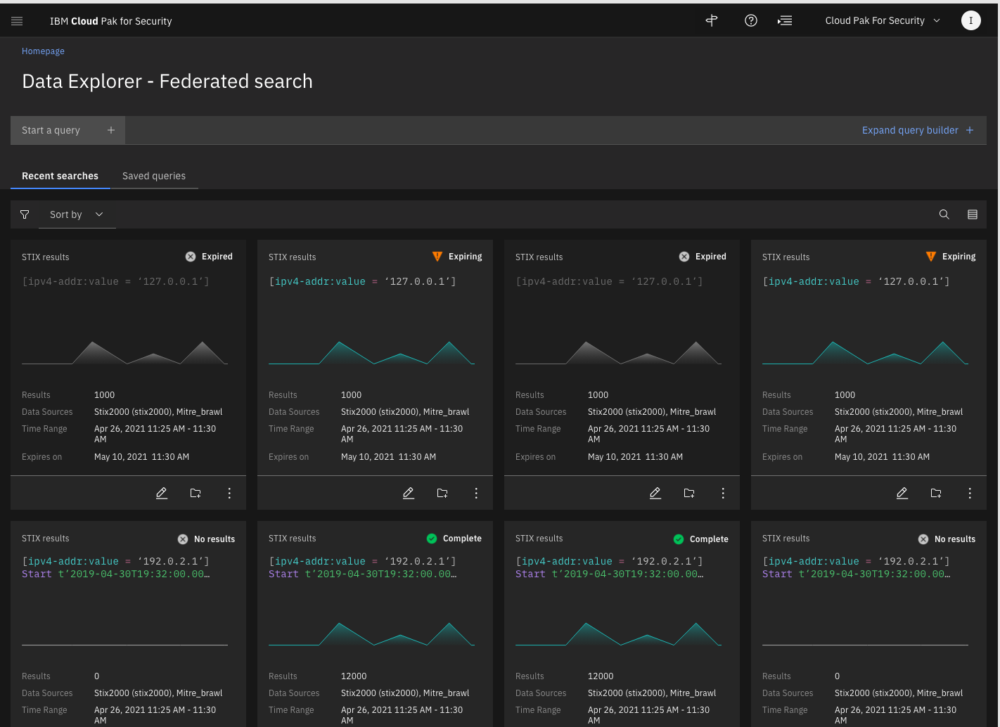 IBM Cloud Pak for Security
Cloud Pak For Security
I
Homepage
Data Explorer - Federated search
Start a query +
Expand query builder +
Recent searches
Saved queries
Sort by
STIX results
Expired
[ipv4-addr:value = ‘127.0.0.1’]
Results 1000
Data Sources Stix2000 (stix2000), Mitre_brawl
Time Range Apr 26, 2021 11:25 AM - 11:30
AM
Expires on May 10, 2021 11:30 AM
STIX results
Expiring
[ipv4-addr:value = ‘127.0.0.1’]
Results 1000
Data Sources Stix2000 (stix2000), Mitre_brawl
Time Range Apr 26, 2021 11:25 AM - 11:30
AM
Expires on May 10, 2021 11:30 AM
STIX results
Expired
[ipv4-addr:value = ‘127.0.0.1’]
Results 1000
Data Sources Stix2000 (stix2000), Mitre_brawl
Time Range Apr 26, 2021 11:25 AM - 11:30
AM
Expires on May 10, 2021 11:30 AM
STIX results
Expiring
[ipv4-addr:value = ‘127.0.0.1’]
Results 1000
Data Sources Stix2000 (stix2000), Mitre_brawl
Time Range Apr 26, 2021 11:25 AM - 11:30
AM
Expires on May 10, 2021 11:30 AM
STIX results
No results
[ipv4-addr:value = ‘192.0.2.1’]
Start t’2019-04-30T19:32:00.00…
Results 0
Data Sources Stix2000 (stix2000), Mitre_brawl
Time Range Apr 26, 2021 11:25 AM - 11:30
AM
STIX results
Complete
[ipv4-addr:value = ‘192.0.2.1’]
Start t’2019-04-30T19:32:00.00…
Results 12000
Data Sources Stix2000 (stix2000), Mitre_brawl
Time Range Apr 26, 2021 11:25 AM - 11:30
AM
STIX results
Complete
[ipv4-addr:value = ‘192.0.2.1’]
Start t’2019-04-30T19:32:00.00…
Results 12000
Data Sources Stix2000 (stix2000), Mitre_brawl
Time Range Apr 26, 2021 11:25 AM - 11:30
AM
STIX results
No results
[ipv4-addr:value = ‘192.0.2.1’]
Start t’2019-04-30T19:32:00.00…
Results 0
Data Sources Stix2000 (stix2000), Mitre_brawl
Time Range Apr 26, 2021 11:25 AM - 11:30
AM